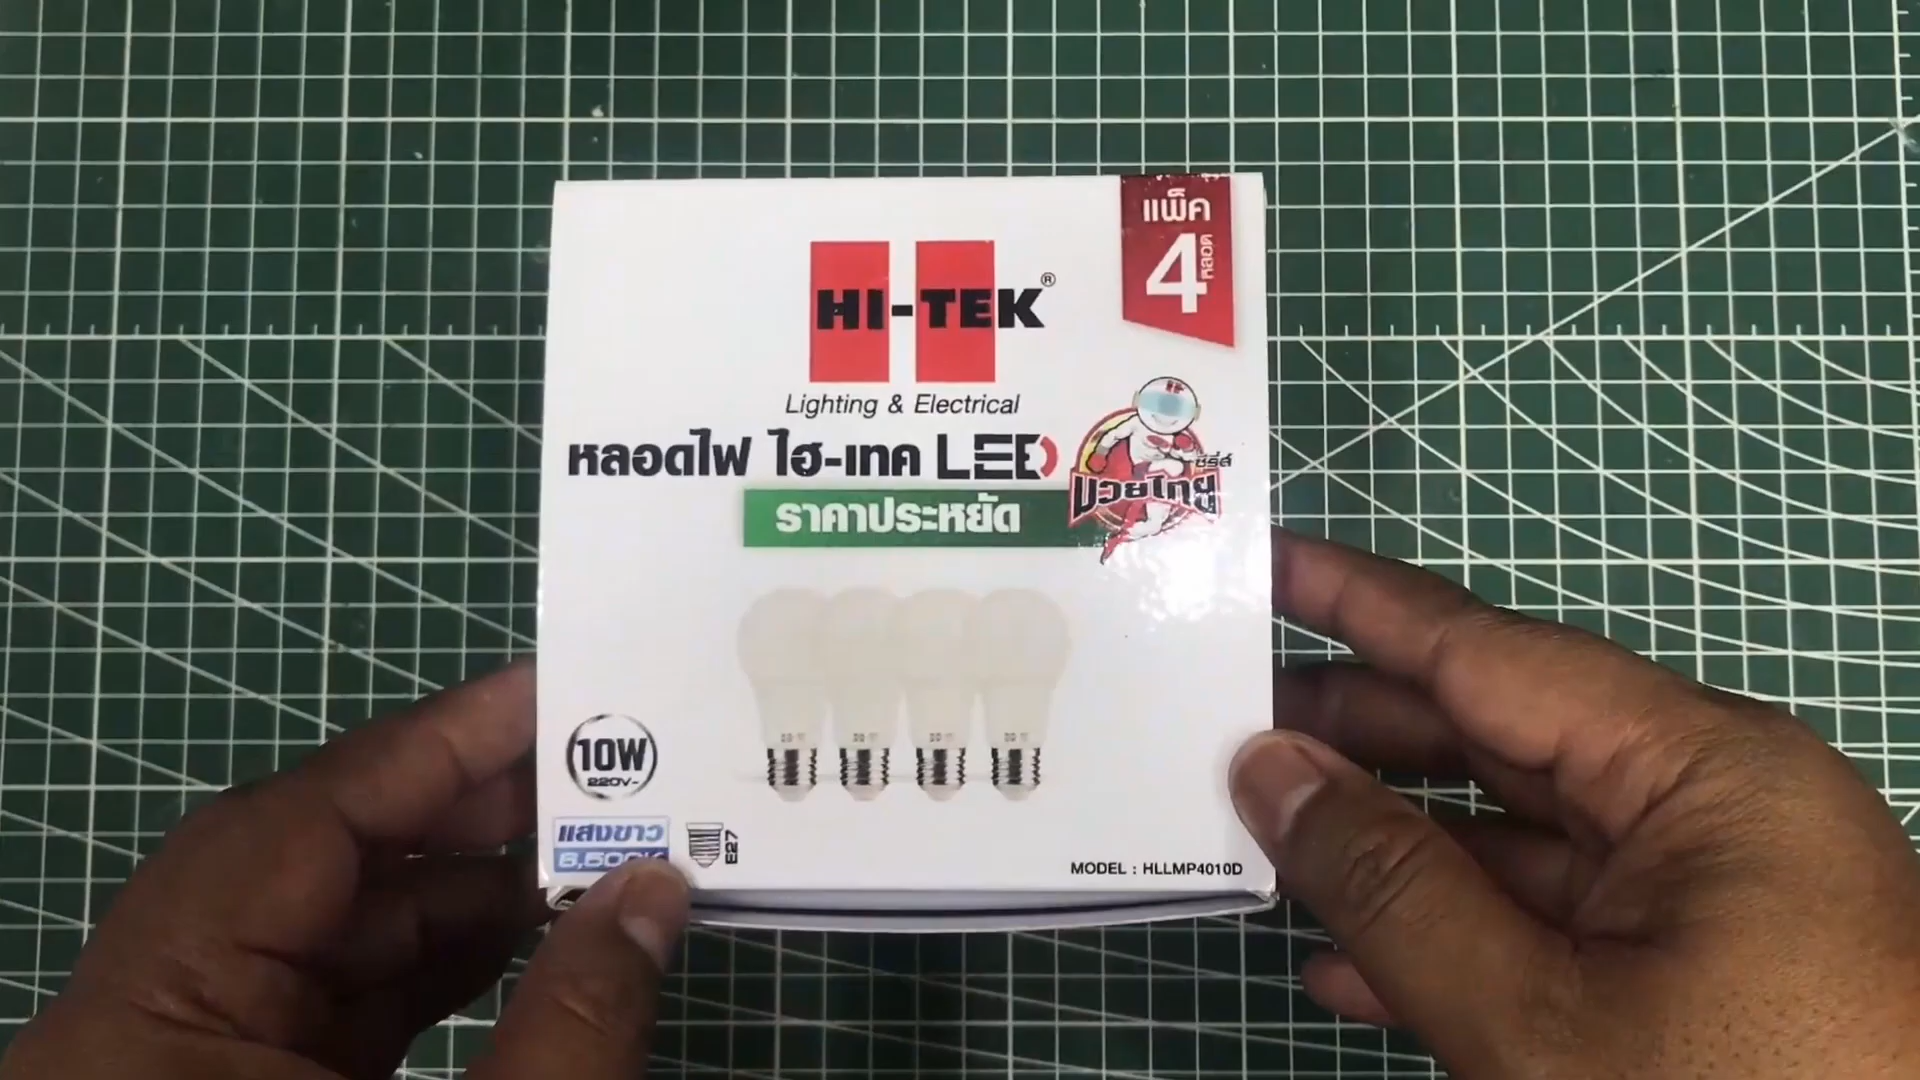 แพ็ค
4 หลอด
HI-TEK®
Lighting & Electrical
หลอดไฟ ไฮ-เทค LED
ซีรี่ส์
มวยไทย
ราคาประหยัด
10W
220V~
แสงขาว
6,500K
E27
MODEL : HLLMP4010D